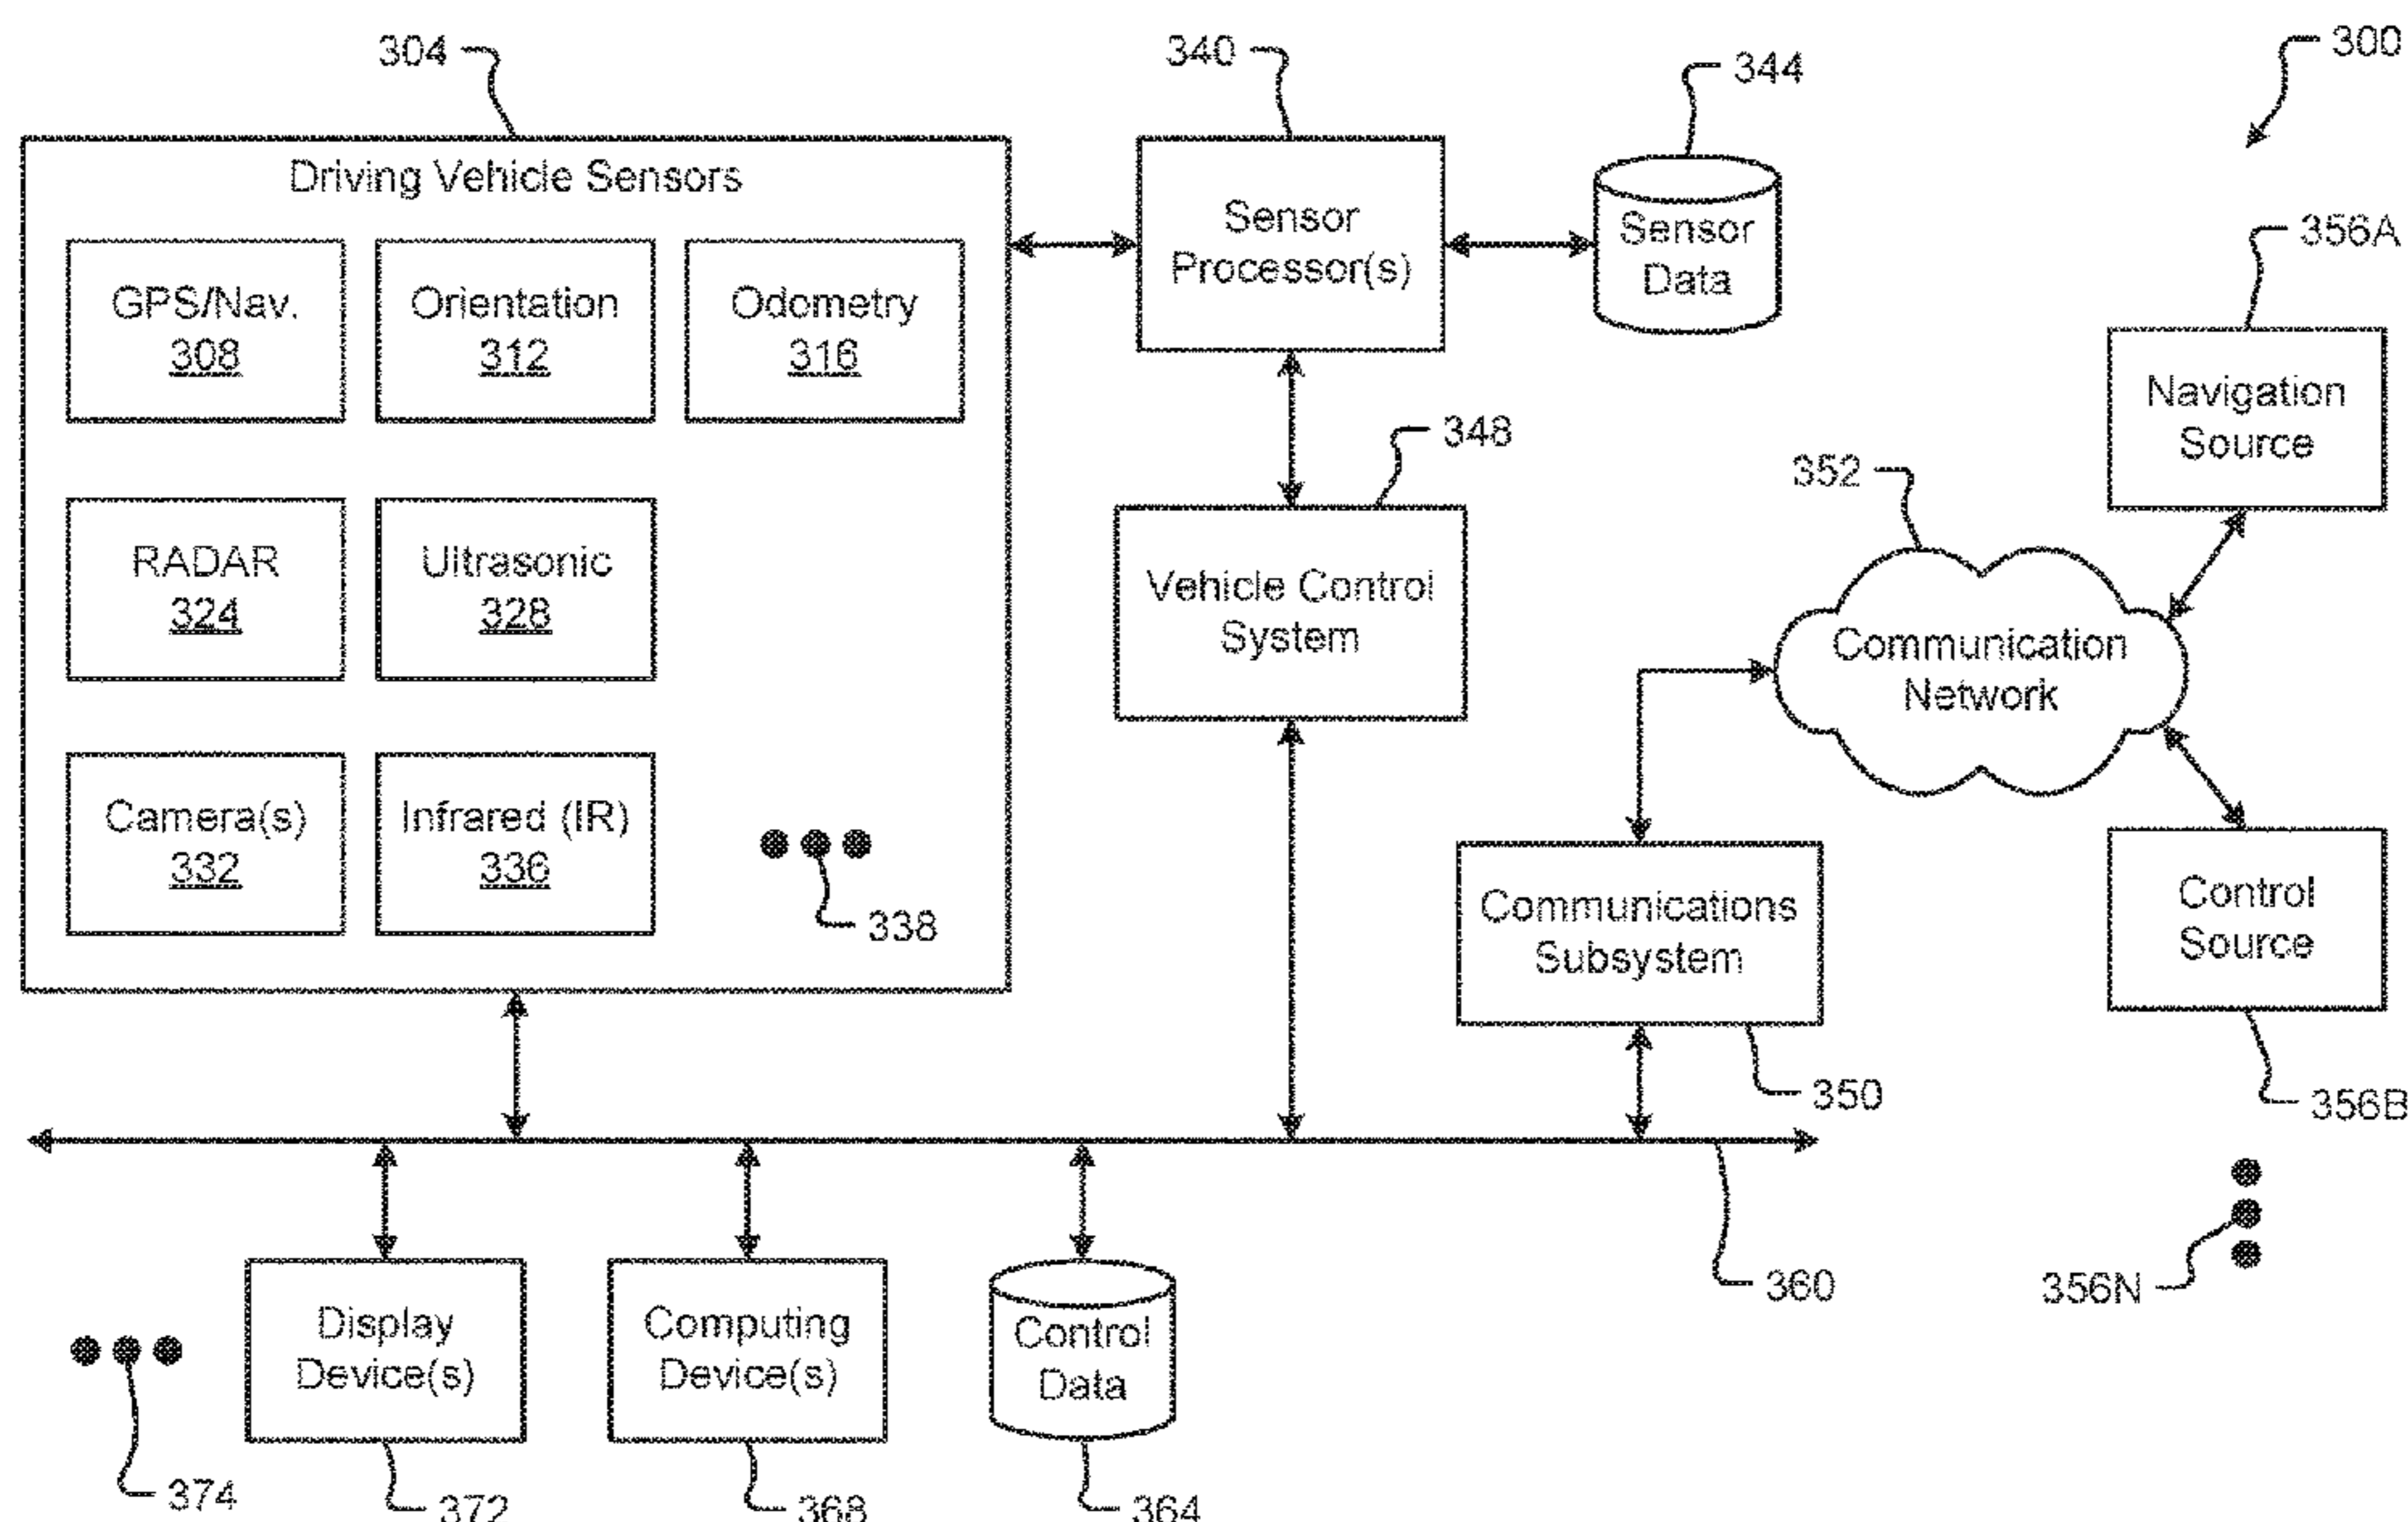 304
340
344
300
Driving Vehicle Sensors
GPS/Nav.
308
Orientation
312
Odometry
316
Sensor
Processor(s)
Sensor
Data
356A
Navigation
Source
348
352
RADAR
324
Ultrasonic
328
Vehicle Control
System
Communication
Network
Camera(s)
332
Infrared (IR)
336
338
Communications
Subsystem
Control
Source
350
356B
360
356N
Display
Device(s)
Computing
Device(s)
Control
Data
374
372
368
364